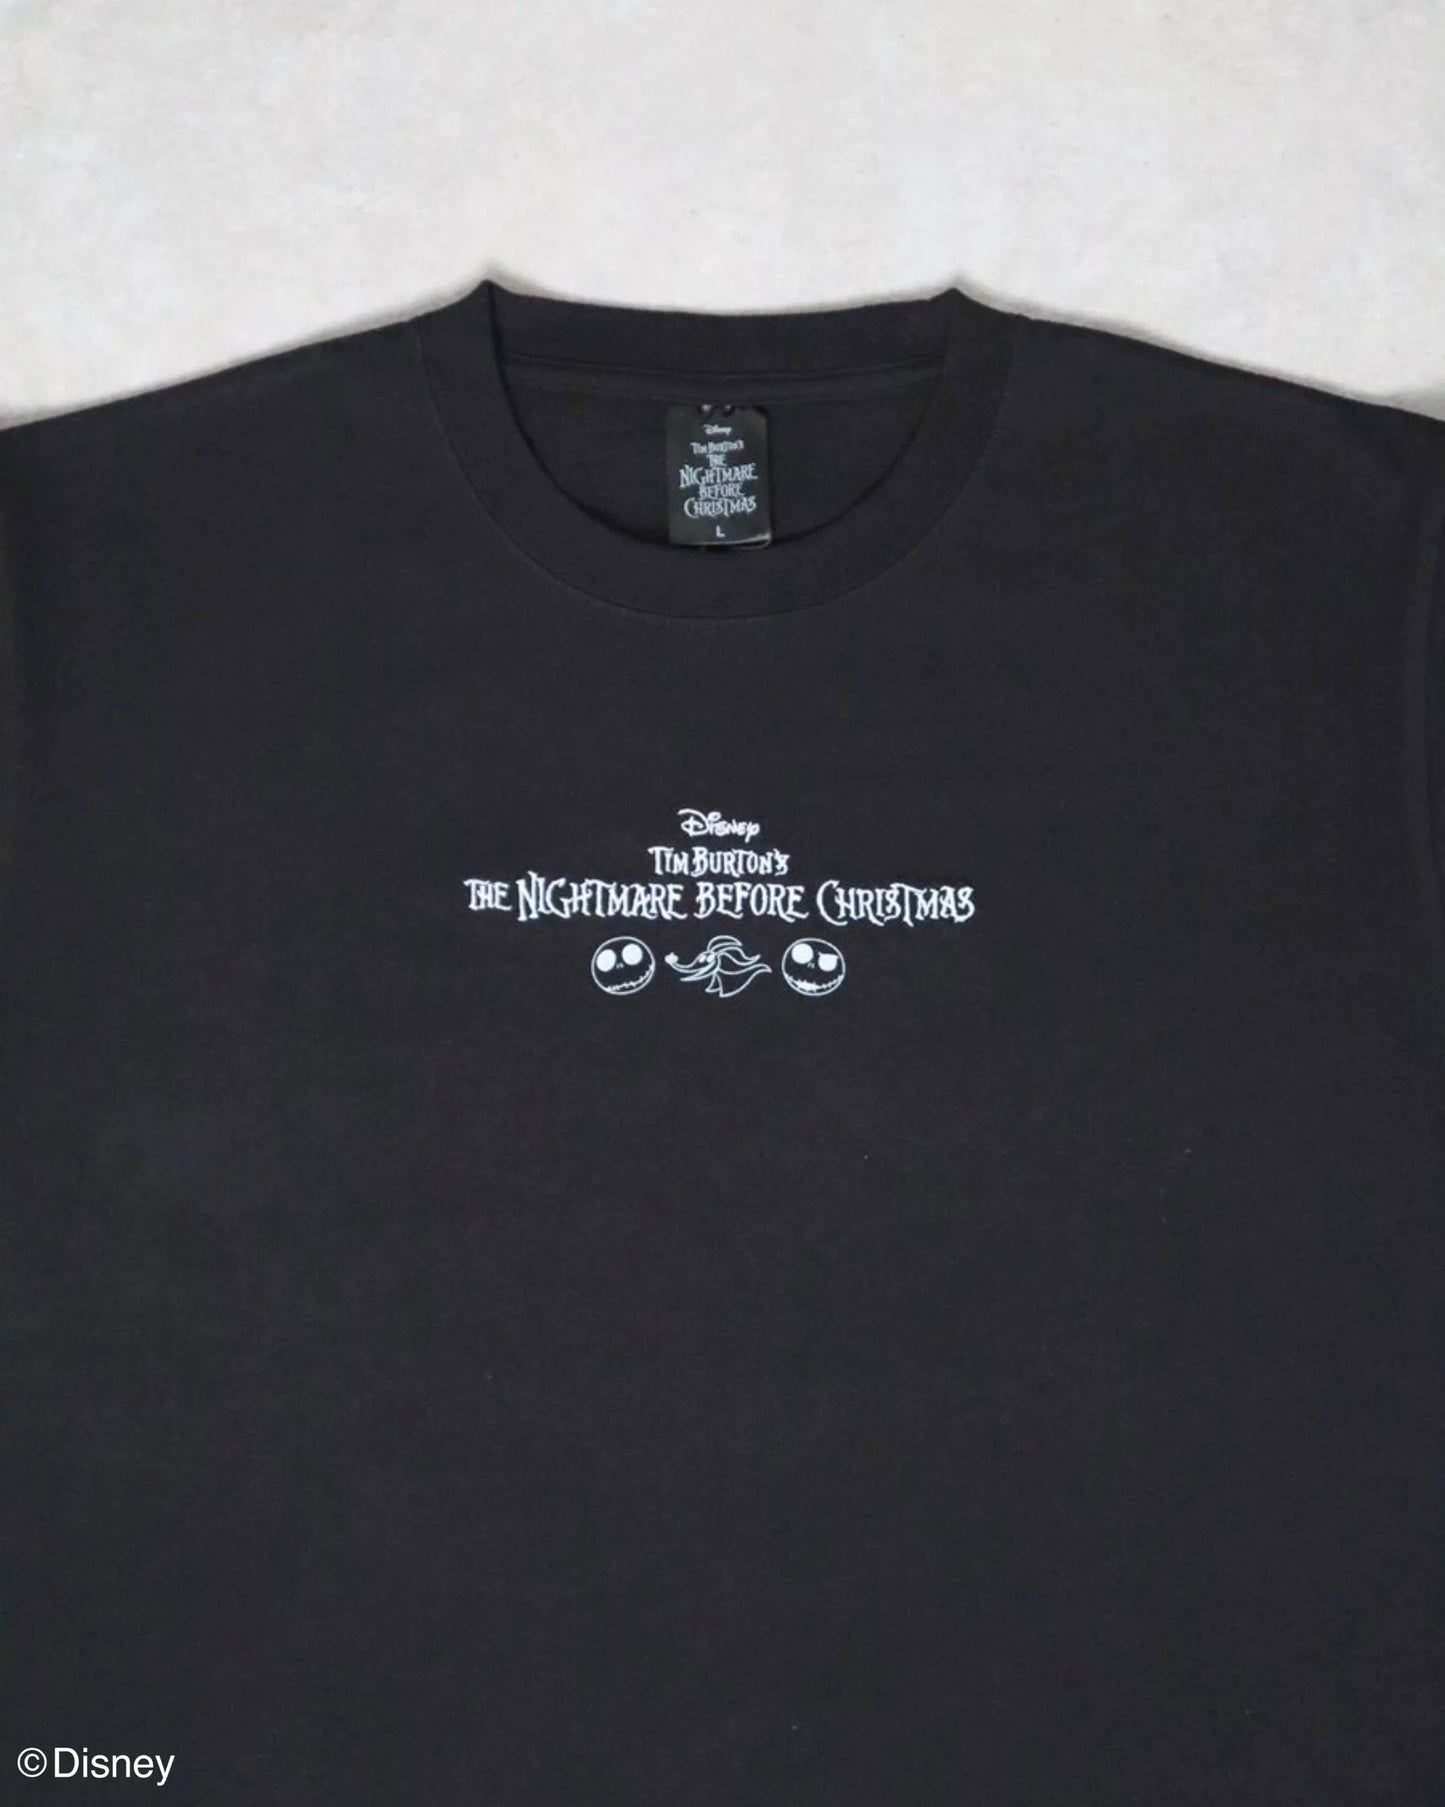 Disney
TIM BURTON'S
THE
NIGHTMARE
BEFORE
CHRISTMAS
L
Disney
TIM BURTON'S
THE NIGHTMARE BEFORE CHRISTMAS
©Disney